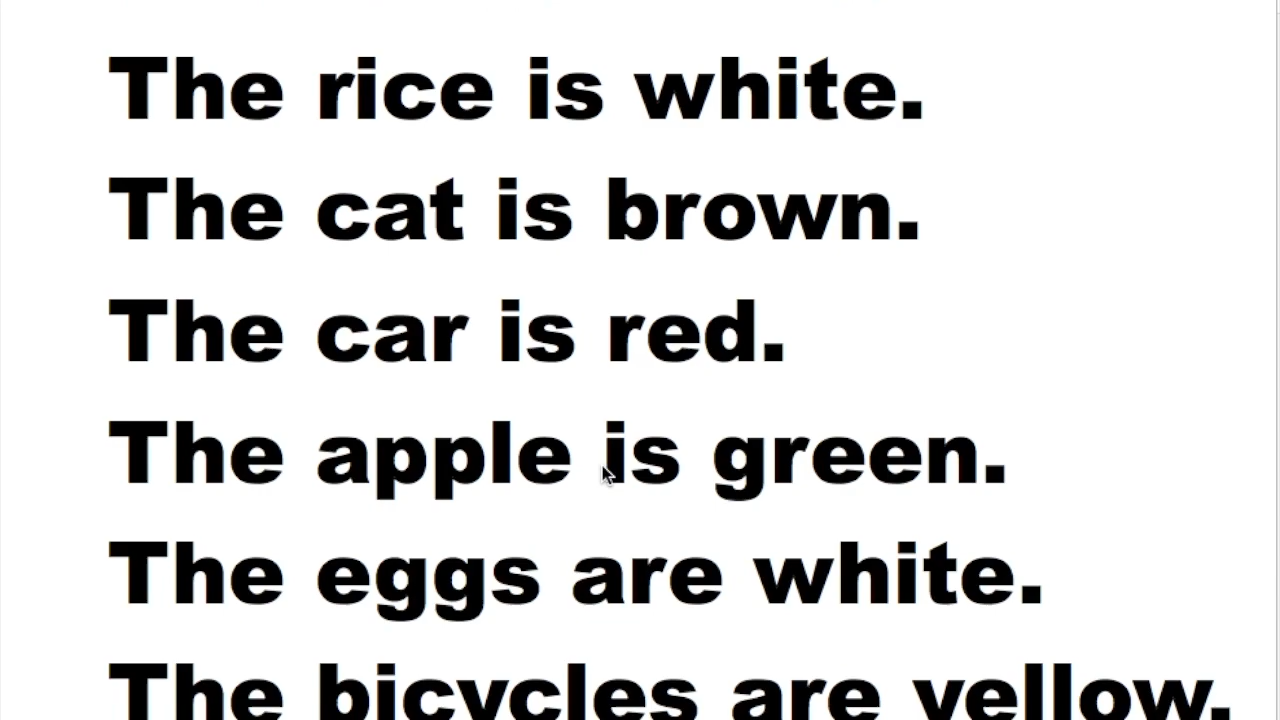 The rice is white.
The cat is brown.
The car is red.
The apple is green.
The eggs are white.
The bicycles are yellow.